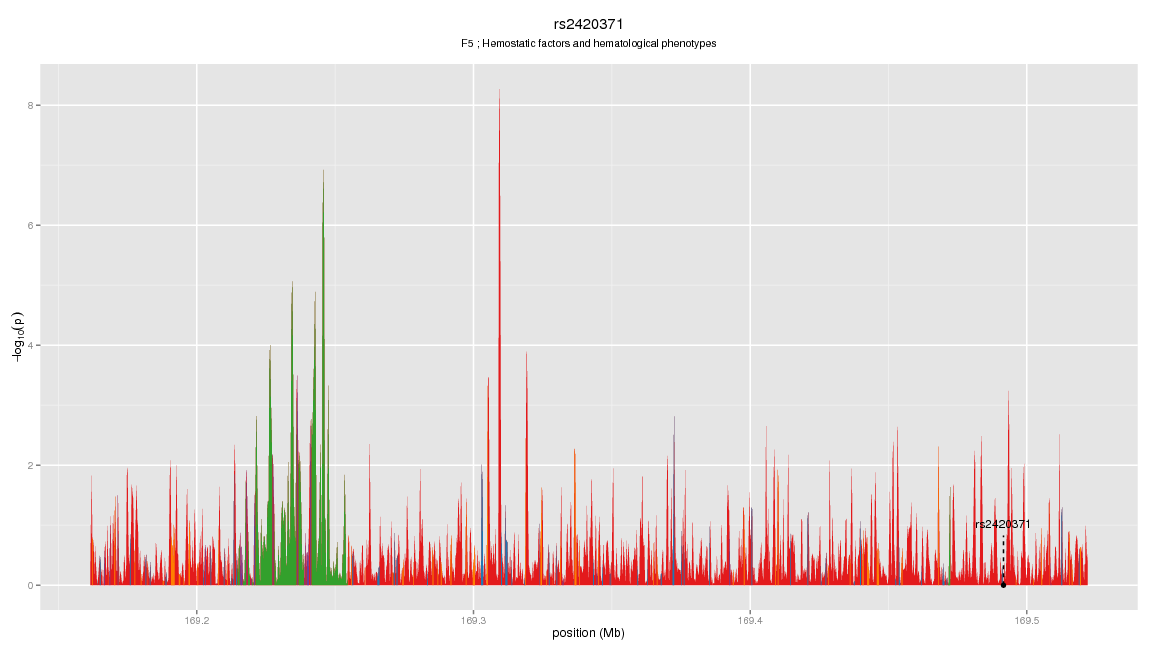 rs2420371
F5 ; Hemostatic factors and hematological phenotypes
8
6
4
2
0
−log10(p)
rs2420371
169.2 169.3 169.4 169.5
position (Mb)